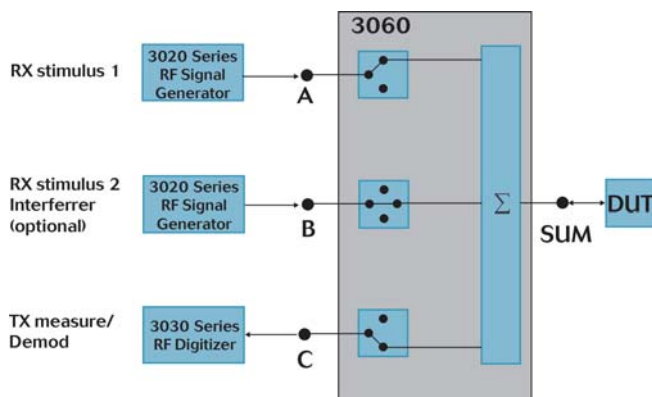 3060
RX stimulus 1
3020 Series
RF Signal
Generator
A
RX stimulus 2
Interferrer
(optional)
3020 Series
RF Signal
Generator
B
Σ
SUM
DUT
TX measure/
Demod
3030 Series
RF Digitizer
C